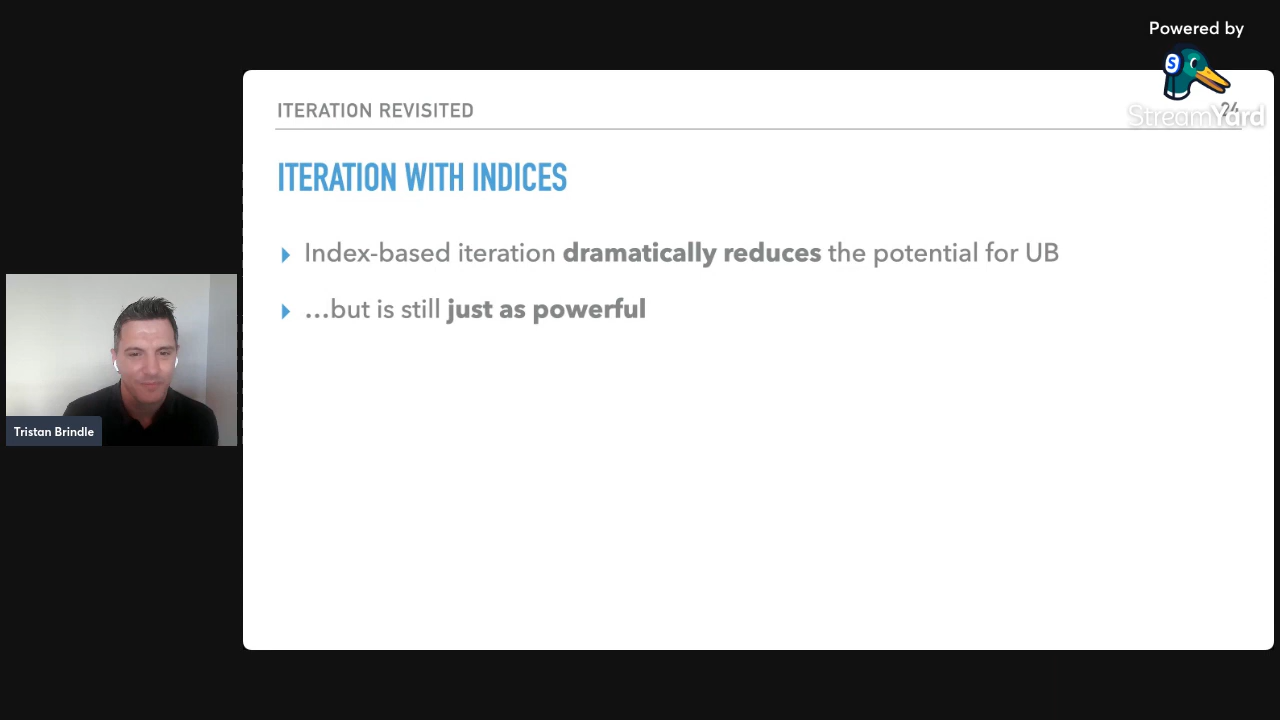 Powered by
StreamYard
ITERATION REVISITED
24
ITERATION WITH INDICES
Index-based iteration dramatically reduces the potential for UB
...but is still just as powerful
Tristan Brindle